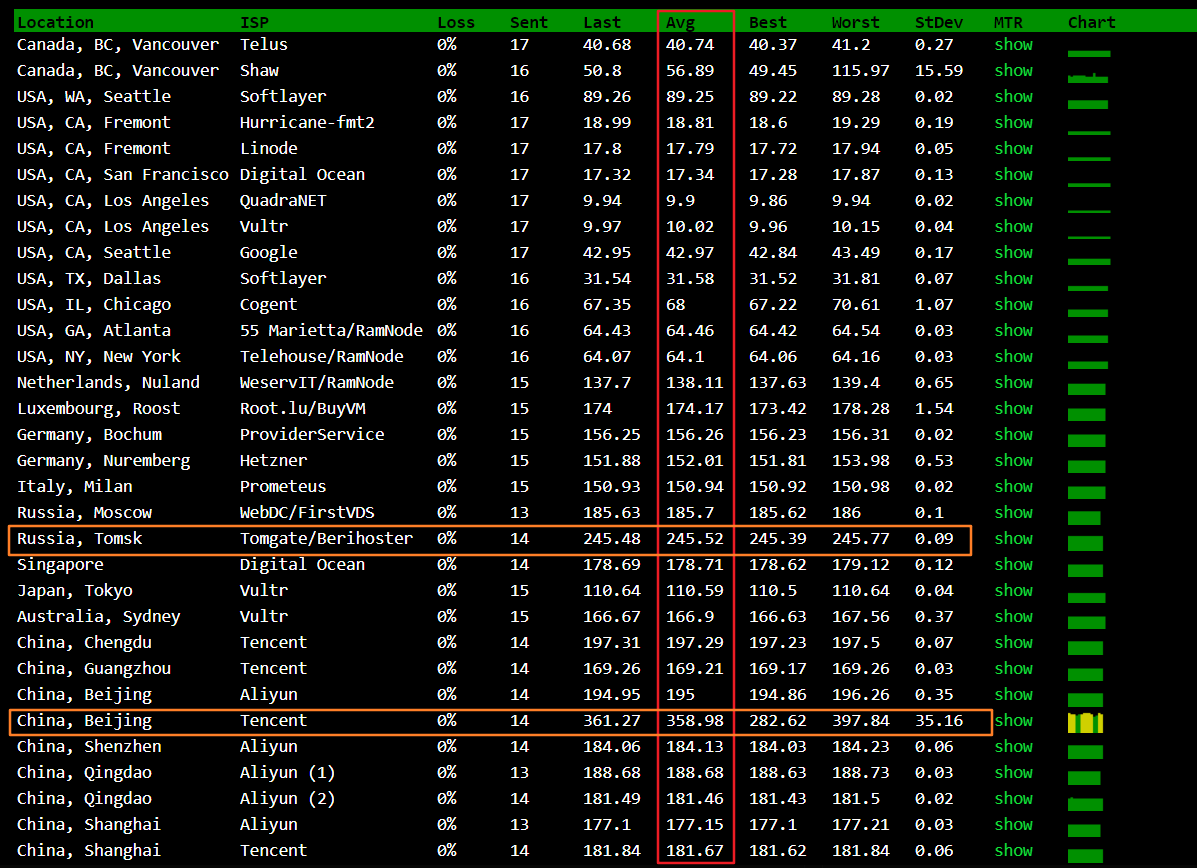 Location ISP Loss Sent Last Avg Best Worst StDev MTR Chart
Canada, BC, Vancouver Telus 0% 17 40.68 40.74 40.37 41.2 0.27 show
Canada, BC, Vancouver Shaw 0% 16 50.8 56.89 49.45 115.97 15.59 show
USA, WA, Seattle Softlayer 0% 16 89.26 89.25 89.22 89.28 0.02 show
USA, CA, Fremont Hurricane-fmt2 0% 17 18.99 18.81 18.6 19.29 0.19 show
USA, CA, Fremont Linode 0% 17 17.8 17.79 17.72 17.94 0.05 show
USA, CA, San Francisco Digital Ocean 0% 17 17.32 17.34 17.28 17.87 0.13 show
USA, CA, Los Angeles QuadraNET 0% 17 9.94 9.9 9.86 9.94 0.02 show
USA, CA, Los Angeles Vultr 0% 17 9.97 10.02 9.96 10.15 0.04 show
USA, CA, Seattle Google 0% 17 42.95 42.97 42.84 43.49 0.17 show
USA, TX, Dallas Softlayer 0% 16 31.54 31.58 31.52 31.81 0.07 show
USA, IL, Chicago Cogent 0% 16 67.35 68 67.22 70.61 1.07 show
USA, GA, Atlanta 55 Marietta/RamNode 0% 16 64.43 64.46 64.42 64.54 0.03 show
USA, NY, New York Telehouse/RamNode 0% 16 64.07 64.1 64.06 64.16 0.03 show
Netherlands, Nuland WeservIT/RamNode 0% 15 137.7 138.11 137.63 139.4 0.65 show
Luxembourg, Roost Root.lu/BuyVM 0% 15 174 174.17 173.42 178.28 1.54 show
Germany, Bochum ProviderService 0% 15 156.25 156.26 156.23 156.31 0.02 show
Germany, Nuremberg Hetzner 0% 15 151.88 152.01 151.81 153.98 0.53 show
Italy, Milan Prometeus 0% 15 150.93 150.94 150.92 150.98 0.02 show
Russia, Moscow WebDC/FirstVDS 0% 13 185.63 185.7 185.62 186 0.1 show
Russia, Tomsk Tomgate/Berihoster 0% 14 245.48 245.52 245.39 245.77 0.09 show
Singapore Digital Ocean 0% 14 178.69 178.71 178.62 179.12 0.12 show
Japan, Tokyo Vultr 0% 15 110.64 110.59 110.5 110.64 0.04 show
Australia, Sydney Vultr 0% 15 166.67 166.9 166.63 167.56 0.37 show
China, Chengdu Tencent 0% 14 197.31 197.29 197.23 197.5 0.07 show
China, Guangzhou Tencent 0% 14 169.26 169.21 169.17 169.26 0.03 show
China, Beijing Aliyun 0% 14 194.95 195 194.86 196.26 0.35 show
China, Beijing Tencent 0% 14 361.27 358.98 282.62 397.84 35.16 show
China, Shenzhen Aliyun 0% 14 184.06 184.13 184.03 184.23 0.06 show
China, Qingdao Aliyun (1) 0% 13 188.68 188.68 188.63 188.73 0.03 show
China, Qingdao Aliyun (2) 0% 14 181.49 181.46 181.43 181.5 0.02 show
China, Shanghai Aliyun 0% 13 177.1 177.15 177.1 177.21 0.03 show
China, Shanghai Tencent 0% 14 181.84 181.67 181.62 181.84 0.06 show